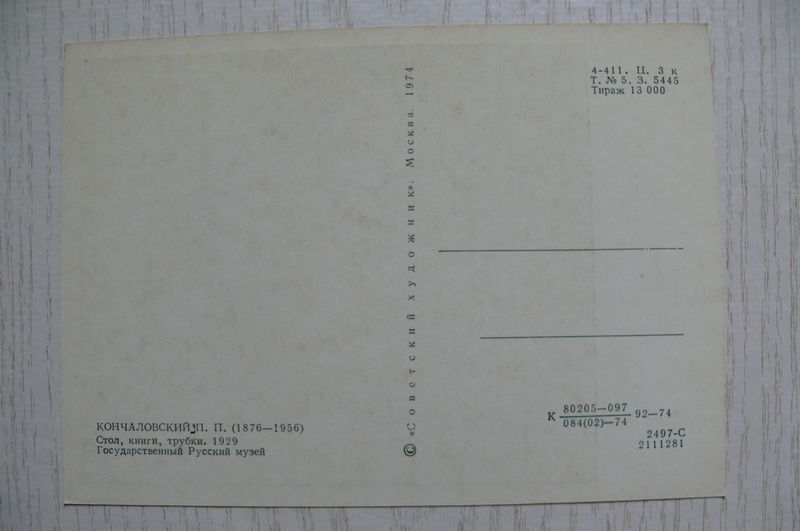 4-411. Ц. 3 к
Т. № 5. З. 5445
Тираж 13 000
© «Советский художник». Москва. 1974
КОНЧАЛОВСКИЙ П. П. (1876—1956)
Стол, книги, трубки. 1929
Государственный Русский музей
К 80205—097 92—74
084(02)—74
2497-С
2111281